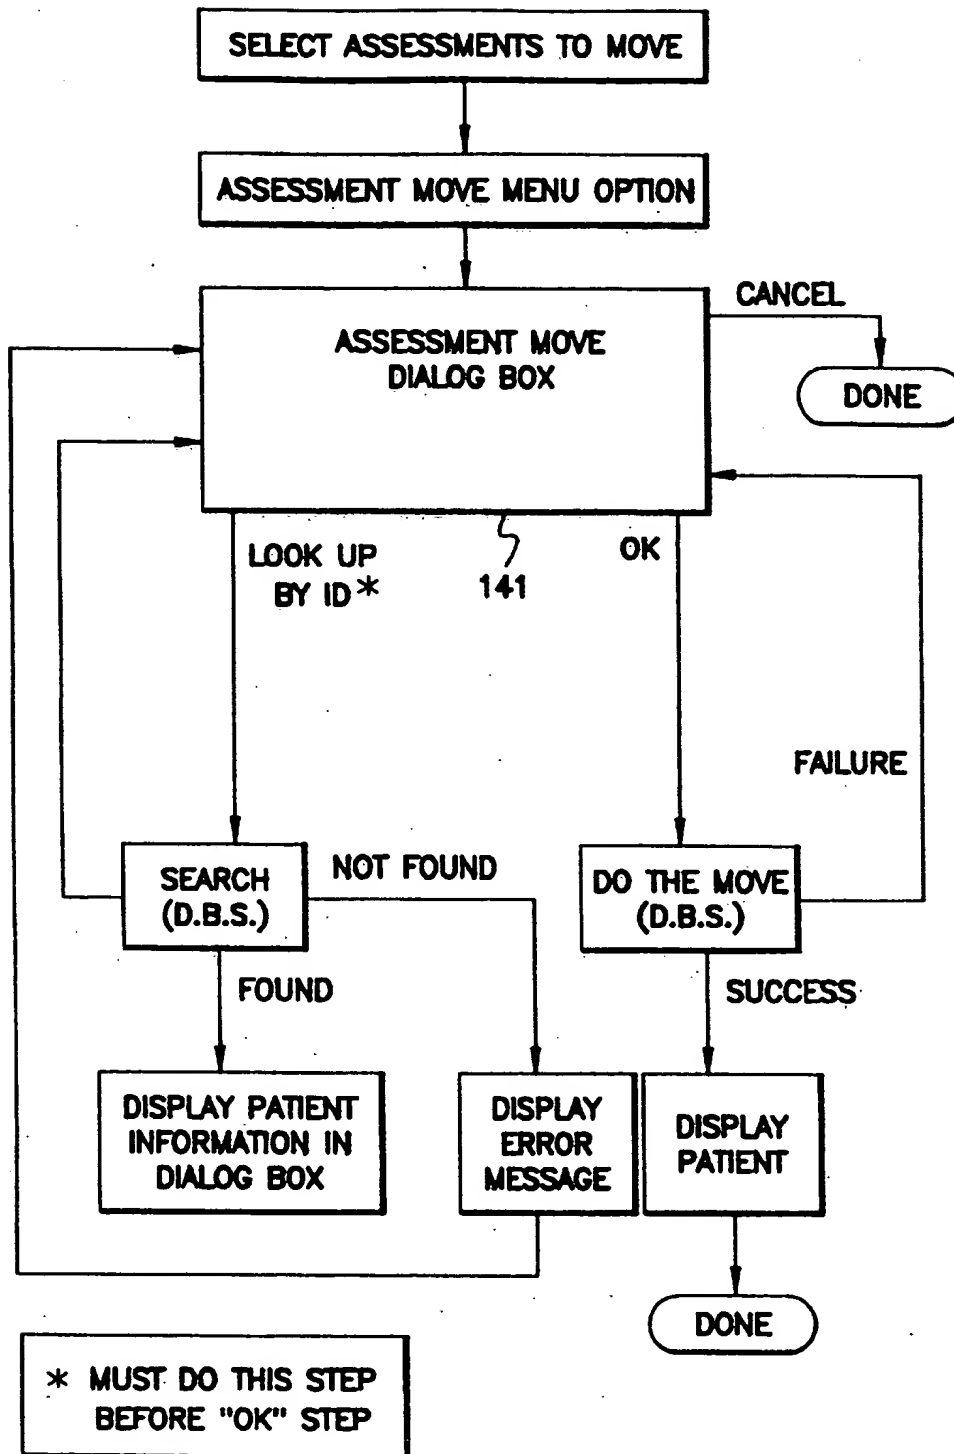 SELECT ASSESSMENTS TO MOVE
ASSESSMENT MOVE MENU OPTION
CANCEL
ASSESSMENT MOVE
DIALOG BOX
DONE
LOOK UP
BY ID*
141
OK
FAILURE
SEARCH
(D.B.S.)
NOT FOUND
DO THE MOVE
(D.B.S.)
FOUND
SUCCESS
DISPLAY PATIENT
INFORMATION IN
DIALOG BOX
DISPLAY
ERROR
MESSAGE
DISPLAY
PATIENT
DONE
* MUST DO THIS STEP
BEFORE "OK" STEP